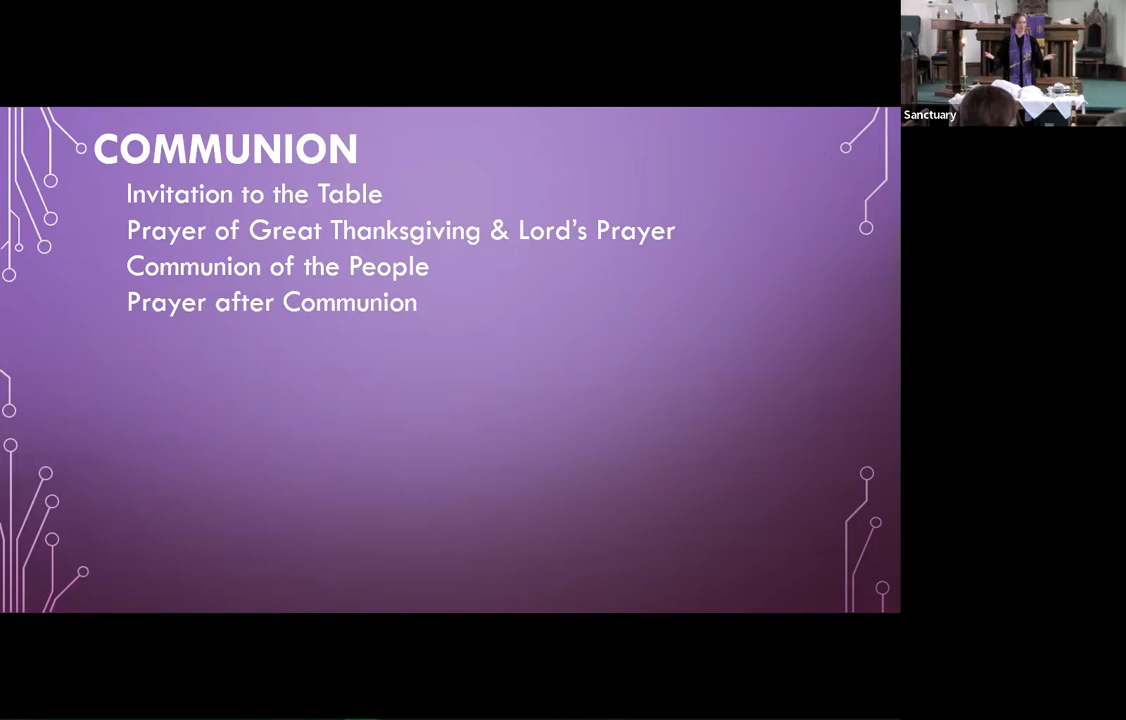 COMMUNION
Invitation to the Table
Prayer of Great Thanksgiving & Lord’s Prayer
Communion of the People
Prayer after Communion
Sanctuary